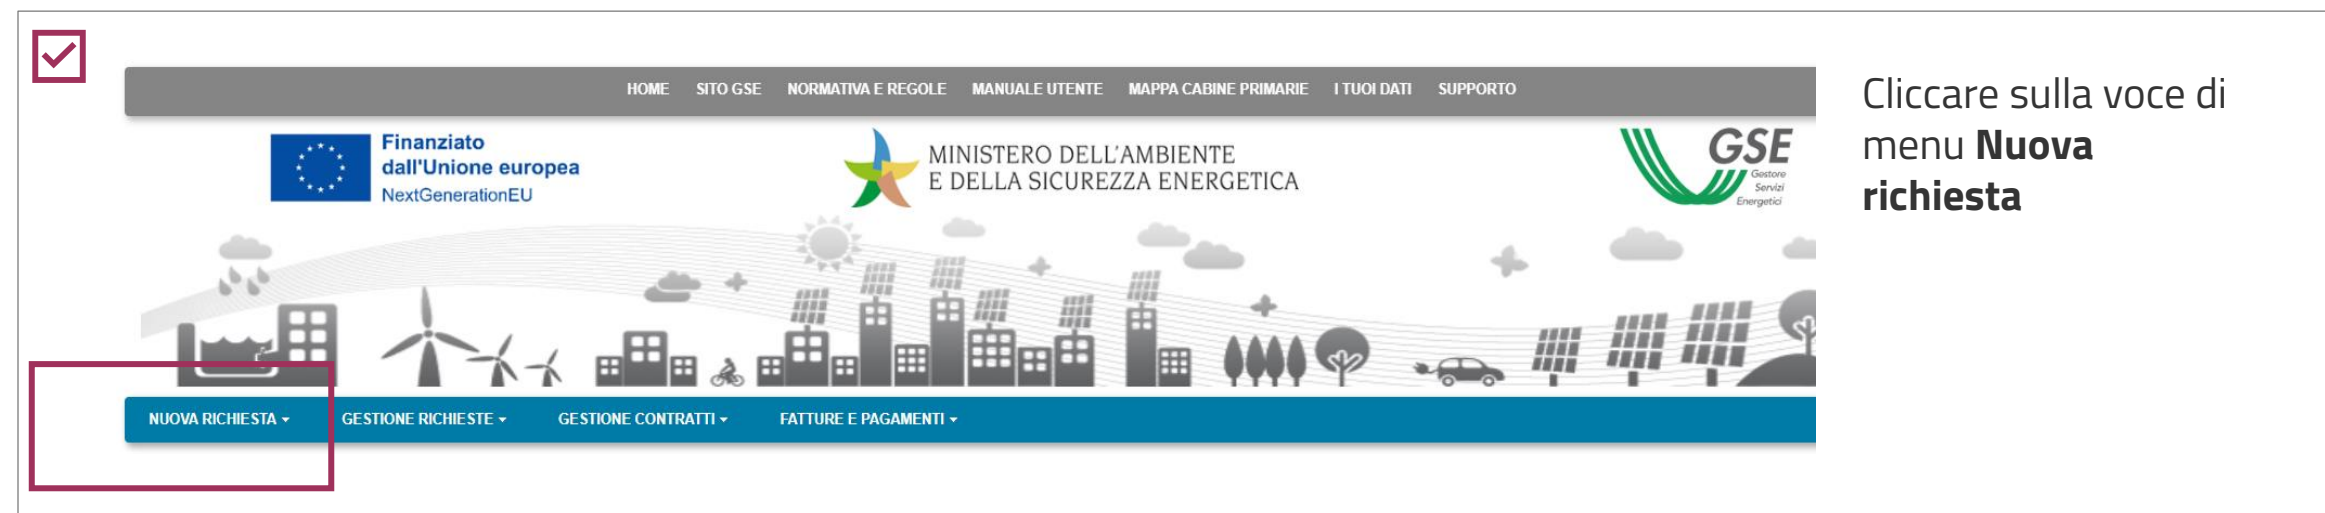 HOME SITO GSE NORMATIVA E REGOLE MANUALE UTENTE MAPPA CABINE PRIMARIE I TUOI DATI SUPPORTO
Finanziato
dall'Unione europea
NextGenerationEU
MINISTERO DELL'AMBIENTE
E DELLA SICUREZZA ENERGETICA
GSE
Gestore
Servizi
Energetici
NUOVA RICHIESTA GESTIONE RICHIESTE GESTIONE CONTRATTI FATTURE E PAGAMENTI
Cliccare sulla voce di
menu Nuova
richiesta